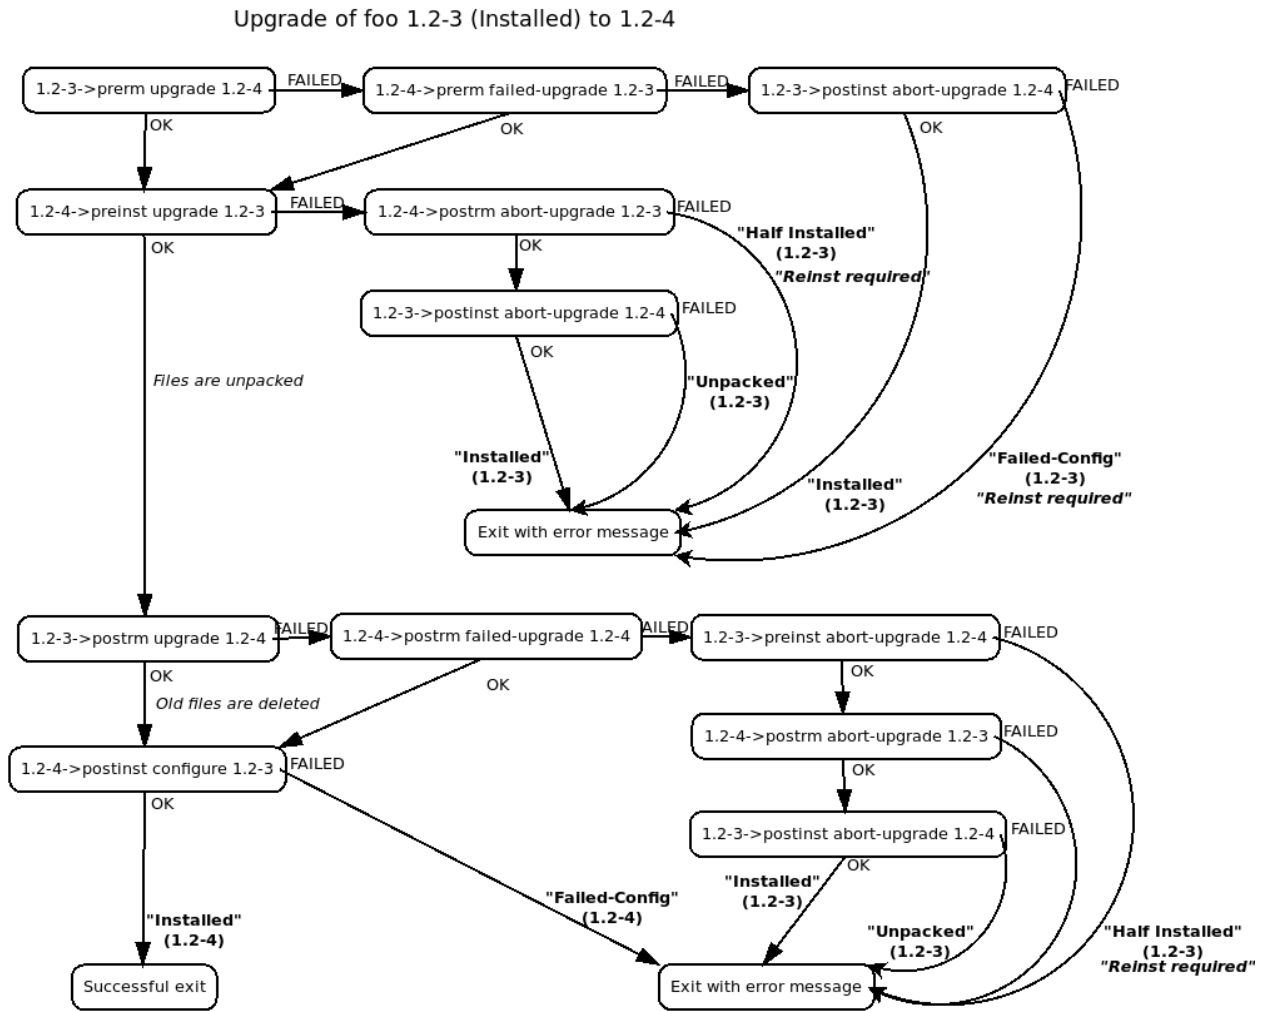 Upgrade of foo 1.2-3 (Installed) to 1.2-4
1.2-3->prerm upgrade 1.2-4
FAILED
1.2-4->prerm failed-upgrade 1.2-3
FAILED
1.2-3->postinst abort-upgrade 1.2-4
FAILED
OK
OK
OK
1.2-4->preinst upgrade 1.2-3
FAILED
1.2-4->postrm abort-upgrade 1.2-3
FAILED
"Half Installed"
(1.2-3)
"Reinst required"
OK
OK
1.2-3->postinst abort-upgrade 1.2-4
FAILED
OK
Files are unpacked
"Unpacked"
(1.2-3)
"Installed"
(1.2-3)
"Installed"
(1.2-3)
"Failed-Config"
(1.2-3)
"Reinst required"
Exit with error message
1.2-3->postrm upgrade 1.2-4
FAILED
1.2-4->postrm failed-upgrade 1.2-4
FAILED
1.2-3->preinst abort-upgrade 1.2-4
FAILED
OK
OK
OK
Old files are deleted
1.2-4->postrm abort-upgrade 1.2-3
FAILED
1.2-4->postinst configure 1.2-3
FAILED
OK
OK
1.2-3->postinst abort-upgrade 1.2-4
FAILED
OK
"Installed"
(1.2-3)
"Failed-Config"
(1.2-4)
"Installed"
(1.2-4)
"Unpacked"
(1.2-3)
"Half Installed"
(1.2-3)
"Reinst required"
Successful exit
Exit with error message